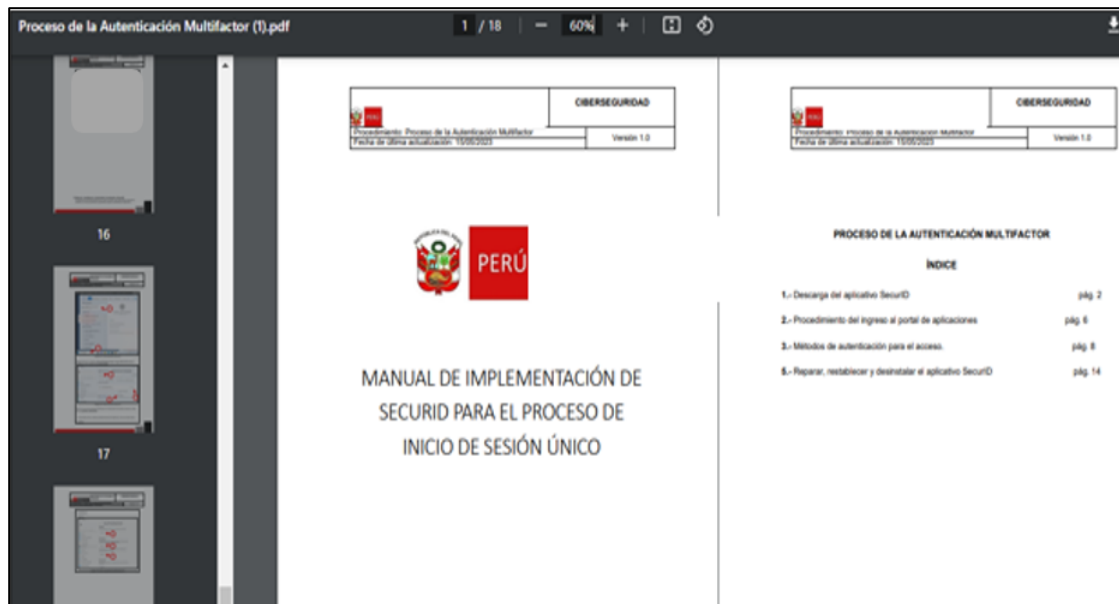 Proceso de la Autenticación Multifactor (1).pdf
1 / 18
60%
16
17
CIBERSEGURIDAD
PERÚ
Procedimiento: Proceso de la Autenticación Multifactor
Fecha de última actualización: 15/05/2023
Versión 1.0
PERÚ
MANUAL DE IMPLEMENTACIÓN DE
SECURID PARA EL PROCESO DE
INICIO DE SESIÓN ÚNICO
CIBERSEGURIDAD
PERÚ
Procedimiento: Proceso de la Autenticación Multifactor
Fecha de última actualización: 15/05/2023
Versión 1.0
PROCESO DE LA AUTENTICACIÓN MULTIFACTOR
ÍNDICE
1.- Descarga del aplicativo SecurID pág. 2
2.- Procedimiento del ingreso al portal de aplicaciones pág. 6
3.- Métodos de autenticación para el acceso. pág. 8
5.- Reparar, restablecer y desinstalar el aplicativo SecurID pág. 14